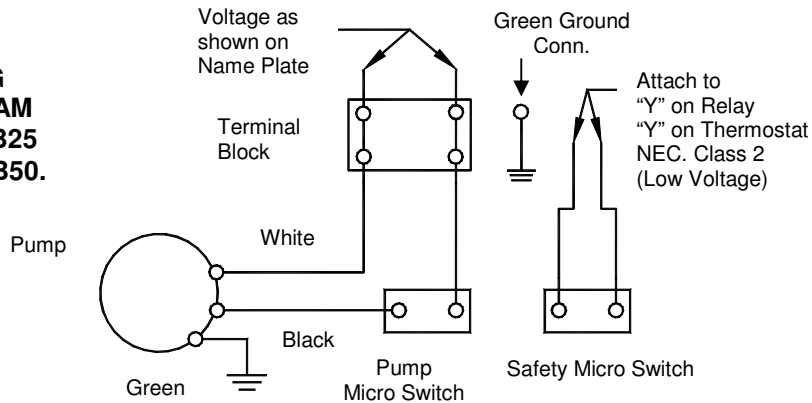 Voltage as
shown on
Name Plate
Green Ground
Conn.
G
AM
325
350.
Terminal
Block
Attach to
“Y” on Relay
“Y” on Thermostat
NEC. Class 2
(Low Voltage)
Pump
White
Black
Green
Pump
Micro Switch
Safety Micro Switch